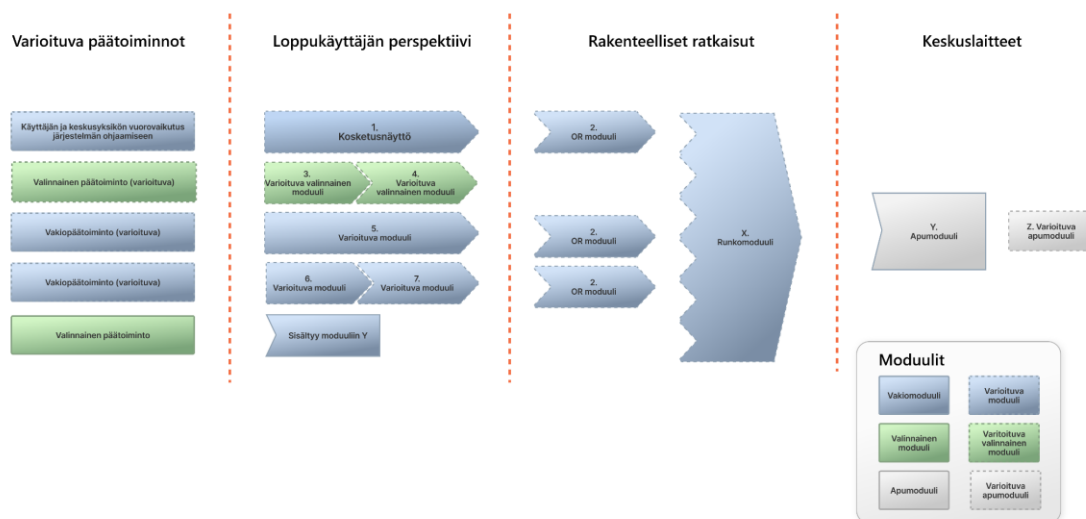 Varioituva päätoiminnot
Loppukäyttäjän perspektiivi
Rakenteelliset ratkaisut
Keskuslaitteet
Käyttäjän ja keskusyksikön vuorovaikutus
järjestelmän ohjaamiseen
1.
Kosketusnäyttö
2.
OR moduuli
Valinnainen päätoiminto (varioituva)
3.
Varioituva valinnainen
moduuli
4.
Varioituva
valinnainen moduuli
Vakiopäätoiminto (varioituva)
5.
Varioituva moduuli
2.
OR moduuli
X.
Runkomoduuli
Y.
Apumoduuli
Z. Varioituva
apumoduuli
Vakiopäätoiminto (varioituva)
6.
Varioituva moduuli
7.
Varioituva moduuli
2.
OR moduuli
Valinnainen päätoiminto
Sisältyy moduuliin Y
Moduulit
Vakiomoduuli
Varioituva
moduuli
Valinnainen
moduuli
Varitoituva
valinnainen
moduuli
Apumoduuli
Varioituva
apumoduuli